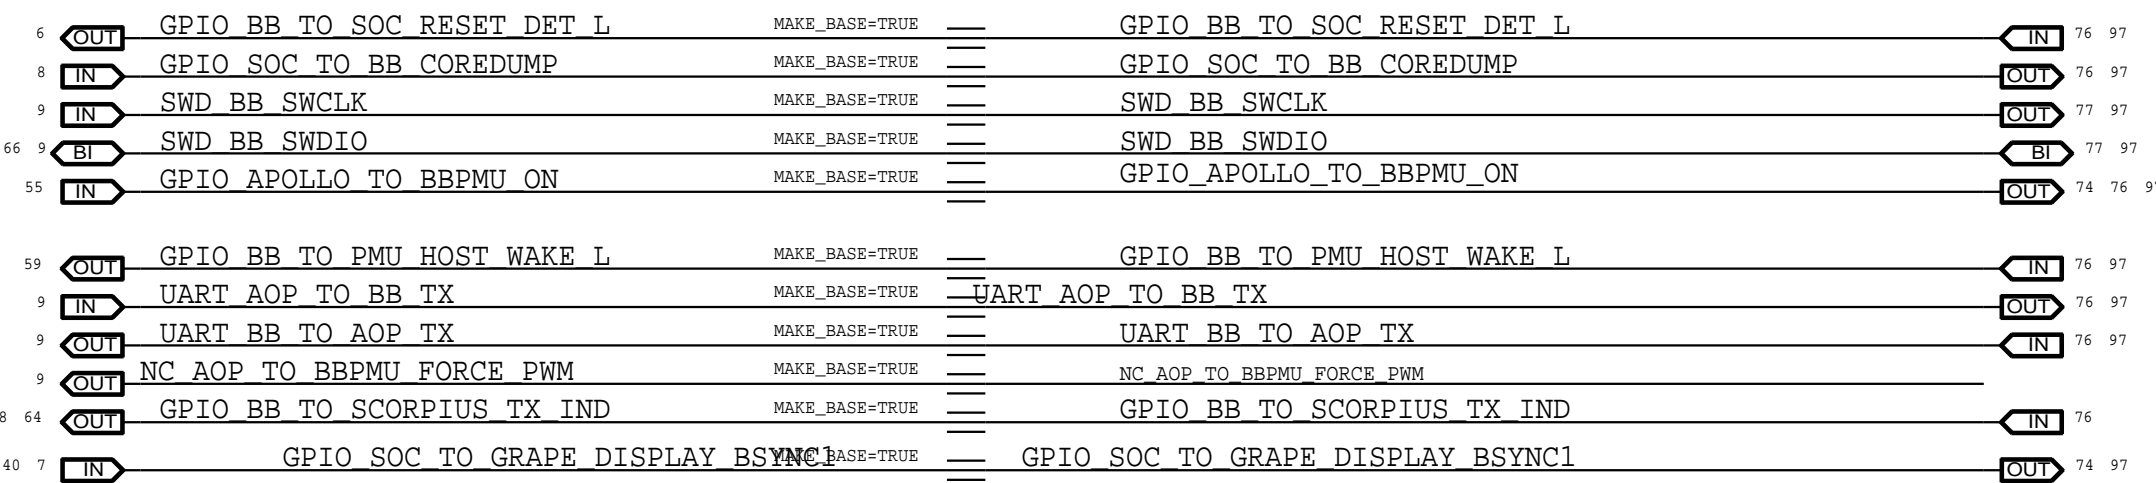 6 OUT GPIO_BB_TO_SOC_RESET_DET_L MAKE_BASE=TRUE GPIO_BB_TO_SOC_RESET_DET_L IN 76 97
8 IN GPIO_SOC_TO_BB_COREDUMP MAKE_BASE=TRUE GPIO_SOC_TO_BB_COREDUMP OUT 76 97
9 IN SWD_BB_SWCLK MAKE_BASE=TRUE SWD_BB_SWCLK OUT 77 97
66 9 BI SWD_BB_SWDIO MAKE_BASE=TRUE SWD_BB_SWDIO BI 77 97
55 IN GPIO_APOLLO_TO_BBPMU_ON MAKE_BASE=TRUE GPIO_APOLLO_TO_BBPMU_ON OUT 74 76
59 OUT GPIO_BB_TO_PMU_HOST_WAKE_L MAKE_BASE=TRUE GPIO_BB_TO_PMU_HOST_WAKE_L IN 76 97
9 IN UART_AOP_TO_BB_TX MAKE_BASE=TRUE UART_AOP_TO_BB_TX OUT 76 97
9 OUT UART_BB_TO_AOP_TX MAKE_BASE=TRUE UART_BB_TO_AOP_TX IN 76 97
9 OUT NC_AOP_TO_BBPMU_FORCE_PWM MAKE_BASE=TRUE NC_AOP_TO_BBPMU_FORCE_PWM
8 64 OUT GPIO_BB_TO_SCORPIUS_TX_IND MAKE_BASE=TRUE GPIO_BB_TO_SCORPIUS_TX_IND IN 76
40 7 IN GPIO_SOC_TO_GRAPE_DISPLAY_BSYNC1 MAKE_BASE=TRUE GPIO_SOC_TO_GRAPE_DISPLAY_BSYNC1 OUT 74 97